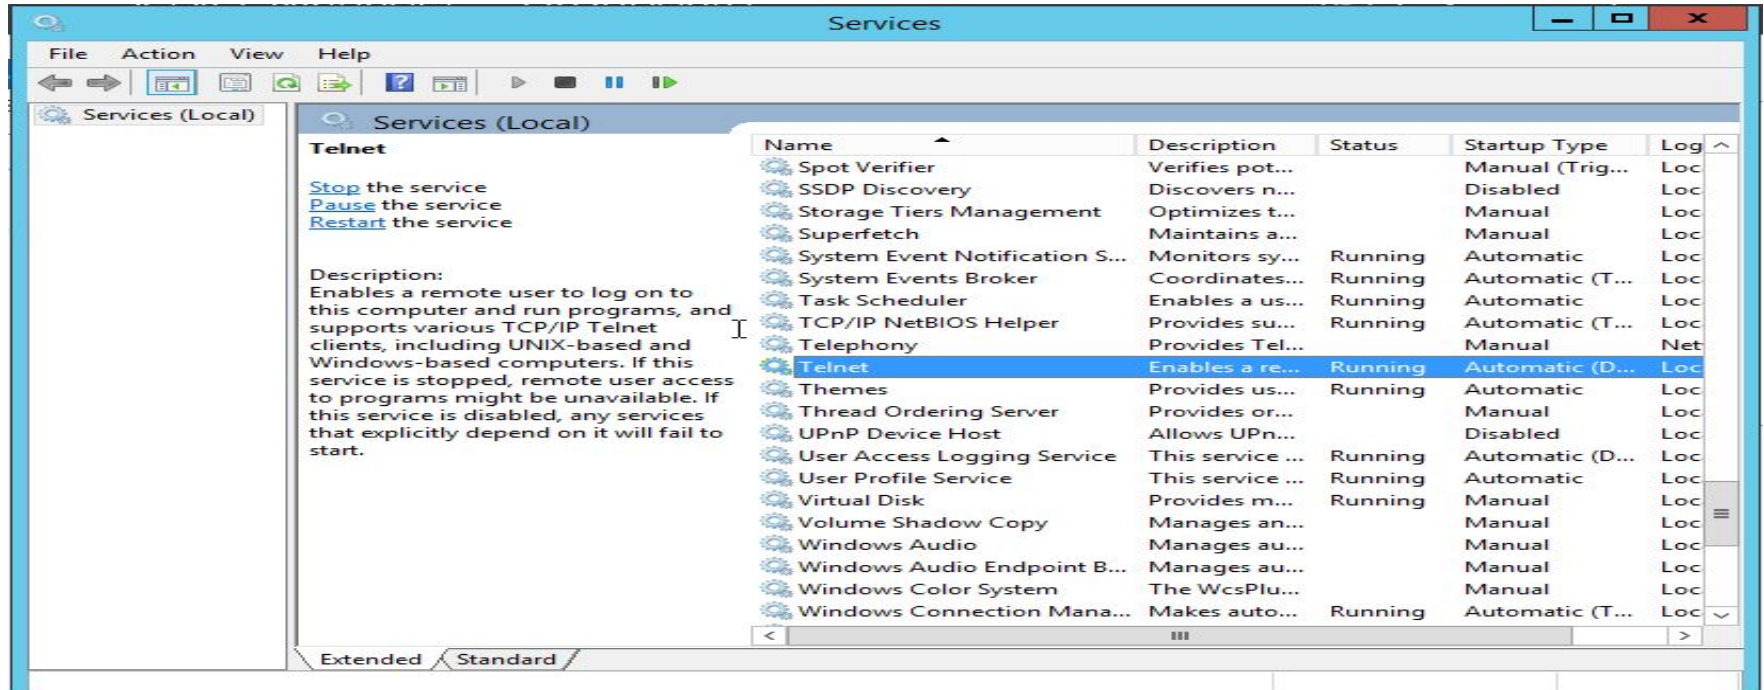 Services
File Action View Help
Services (Local)
Services (Local)
Telnet
Stop the service
Pause the service
Restart the service
Description:
Enables a remote user to log on to
this computer and run programs, and
supports various TCP/IP Telnet
clients, including UNIX-based and
Windows-based computers. If this
service is stopped, remote user access
to programs might be unavailable. If
this service is disabled, any services
that explicitly depend on it will fail to
start.
Name Description Status Startup Type Log
Spot Verifier Verifies pot... Manual (Trig... Loc
SSDP Discovery Discovers n... Disabled Loc
Storage Tiers Management Optimizes t... Manual Loc
Superfetch Maintains a... Manual Loc
System Event Notification S... Monitors sy... Running Automatic Loc
System Events Broker Coordinates... Running Automatic (T... Loc
Task Scheduler Enables a us... Running Automatic Loc
TCP/IP NetBIOS Helper Provides su... Running Automatic (T... Loc
Telephony Provides Tel... Manual Net
Telnet Enables a re... Running Automatic (D... Loc
Themes Provides us... Running Automatic Loc
Thread Ordering Server Provides or... Manual Loc
UPnP Device Host Allows UPn... Disabled Loc
User Access Logging Service This service ... Running Automatic (D... Loc
User Profile Service This service ... Running Automatic Loc
Virtual Disk Provides m... Running Manual Loc
Volume Shadow Copy Manages an... Manual Loc
Windows Audio Manages au... Manual Loc
Windows Audio Endpoint B... Manages au... Manual Loc
Windows Color System The WcsPlu... Manual Loc
Windows Connection Mana... Makes auto... Running Automatic (T... Loc
Extended Standard